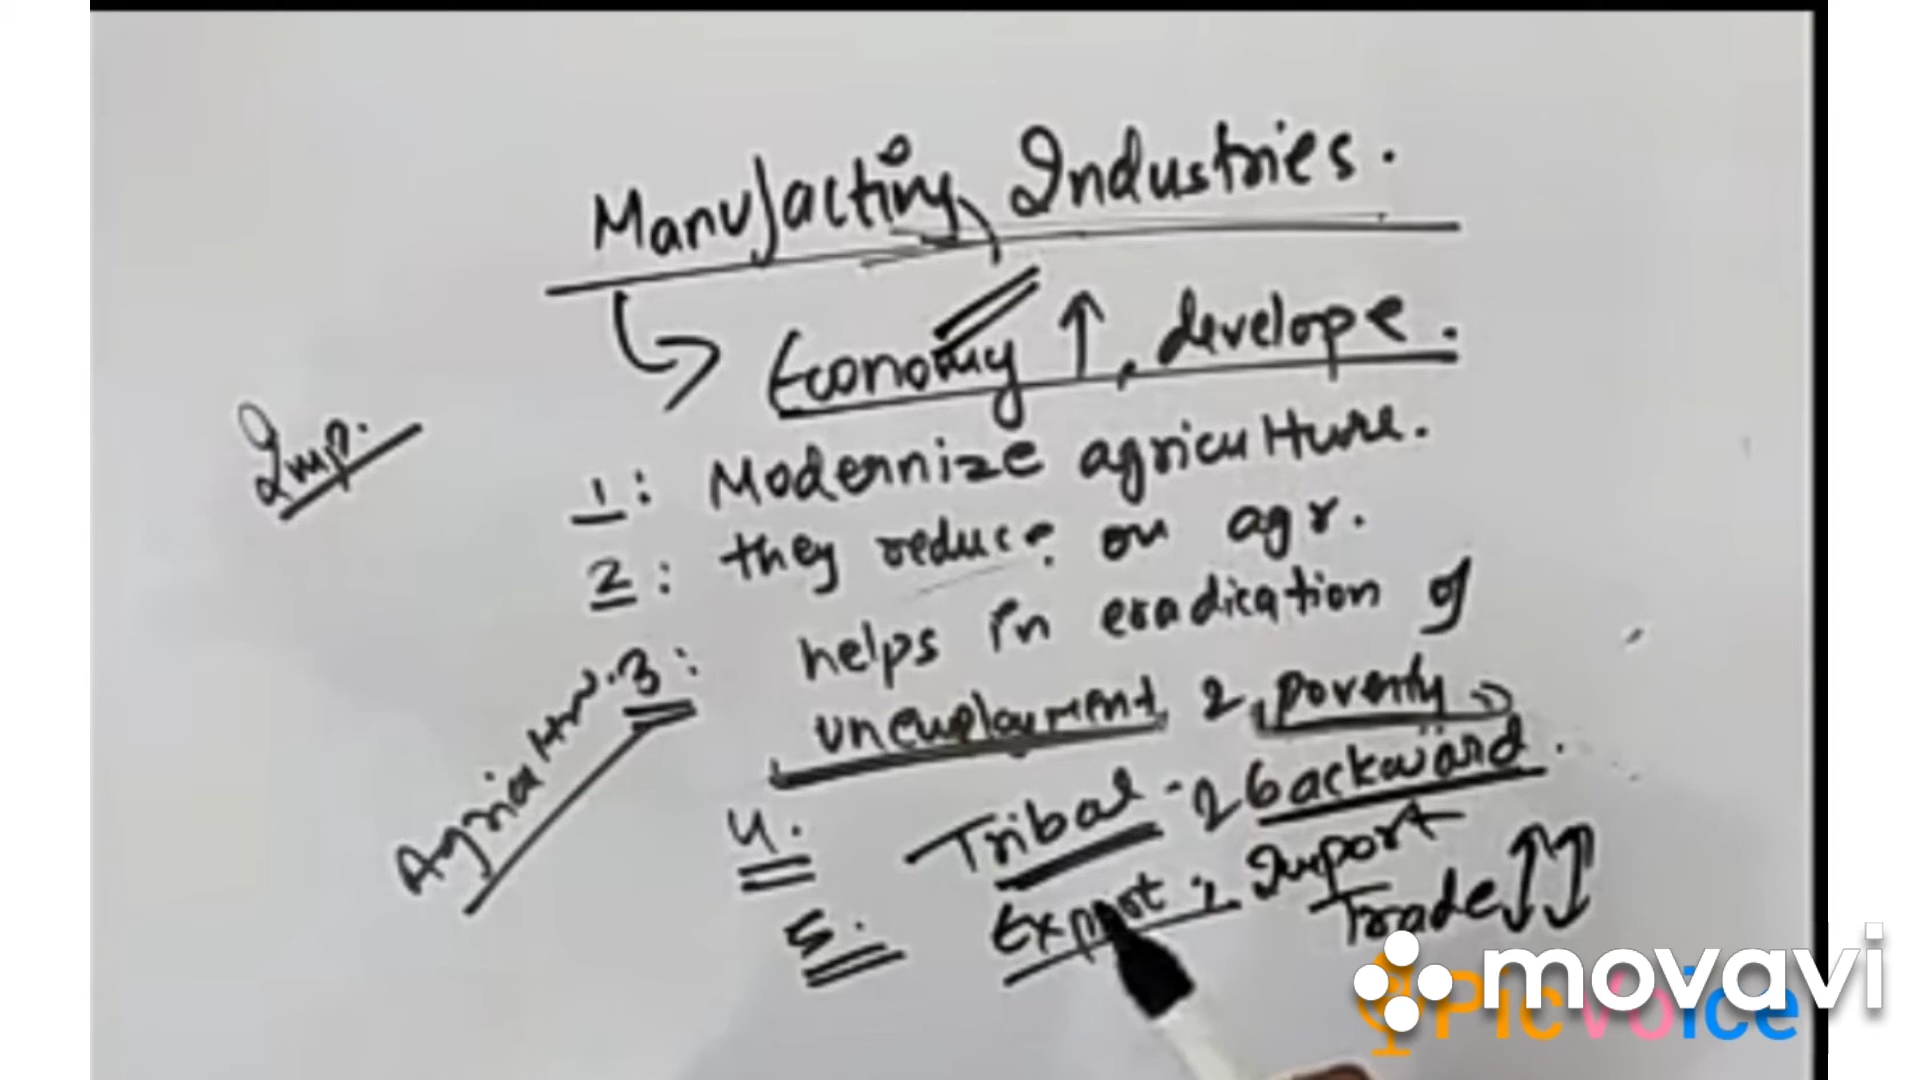 Manufacting Industries.
Economy ↑, develope.
Imp.
1: Modernize agriculture.
2: they reduce on agr.
3: helps in eradication of
unemployment & poverty
4. Tribal & backward.
5. Export & Import
Trade ↑↑
movavi
PicVoice